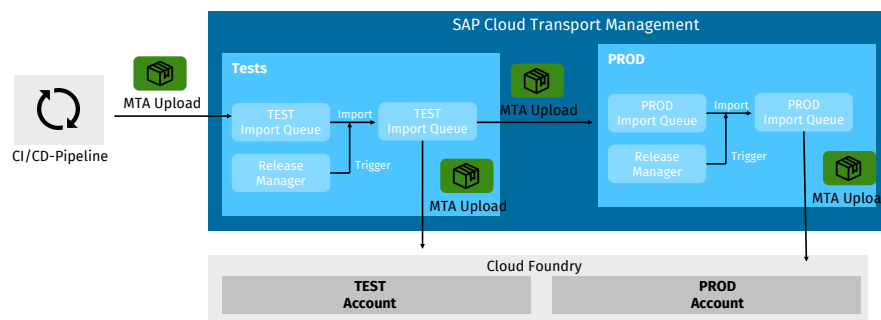 SAP Cloud Transport Management
Tests
PROD
MTA Upload
MTA Upload
CI/CD-Pipeline
TEST
Import Queue
Import
TEST
Import Queue
Release
Manager
Trigger
MTA Upload
PROD
Import Queue
Import
PROD
Import Queue
Release
Manager
Trigger
MTA Upload
Cloud Foundry
TEST
Account
PROD
Account